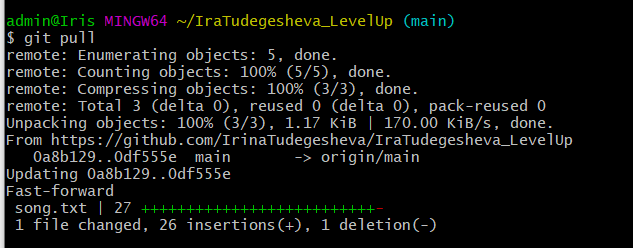 admin@Iris MINGW64 ~/IraTudegesheva_LevelUp (main)
$ git pull
remote: Enumerating objects: 5, done.
remote: Counting objects: 100% (5/5), done.
remote: Compressing objects: 100% (3/3), done.
remote: Total 3 (delta 0), reused 0 (delta 0), pack-reused 0
Unpacking objects: 100% (3/3), 1.17 KiB | 170.00 KiB/s, done.
From https://github.com/IrinaTudegesheva/IraTudegesheva_LevelUp
   0a8b129..0df555e  main       -> origin/main
Updating 0a8b129..0df555e
Fast-forward
 song.txt | 27 ++++++++++++++++++++++++++-
 1 file changed, 26 insertions(+), 1 deletion(-)